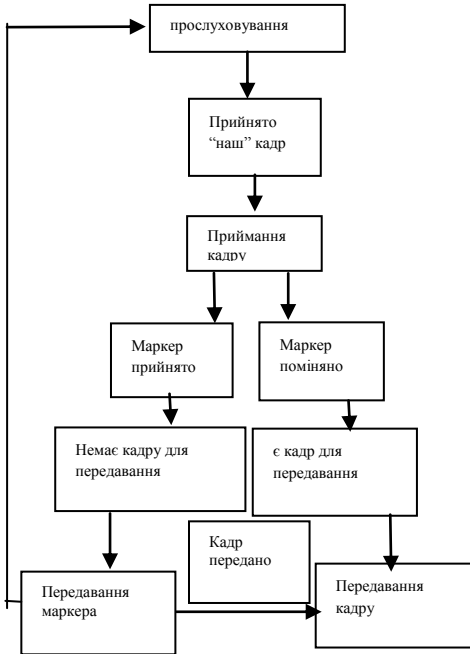 прослуховування
Прийнято
“наш” кадр
Приймання
кадру
Маркер
прийнято
Маркер
поміняно
Немає кадру для
передавання
є кадр для
передавання
Кадр
передано
Передавання
маркера
Передавання
кадру